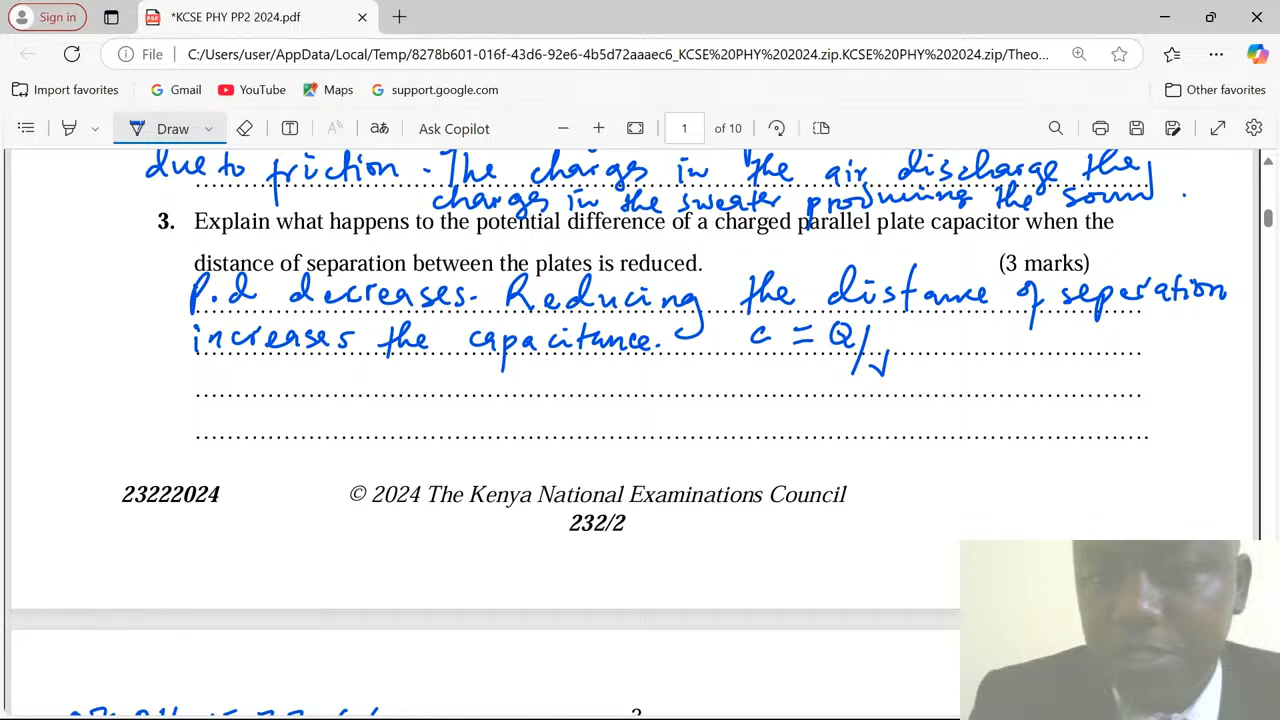 Sign in
*KCSE PHY PP2 2024.pdf
File
C:/Users/user/AppData/Local/Temp/8278b601-016f-43d6-92e6-4b5d72aaaec6_KCSE%20PHY%202024.zip.KCSE%20PHY%202024.zip/Theo...
Import favorites
Gmail
YouTube
Maps
support.google.com
Other favorites
Draw
aあ
Ask Copilot
1 of 10
due to friction. The charges in the air discharge the
charges in the sweater producing the soun
3. Explain what happens to the potential difference of a charged parallel plate capacitor when the
distance of separation between the plates is reduced. (3 marks)
P.d decreases. Reducing the distance of seperation
increases the capacitance. c = Q/V
23222024
© 2024 The Kenya National Examinations Council
232/2